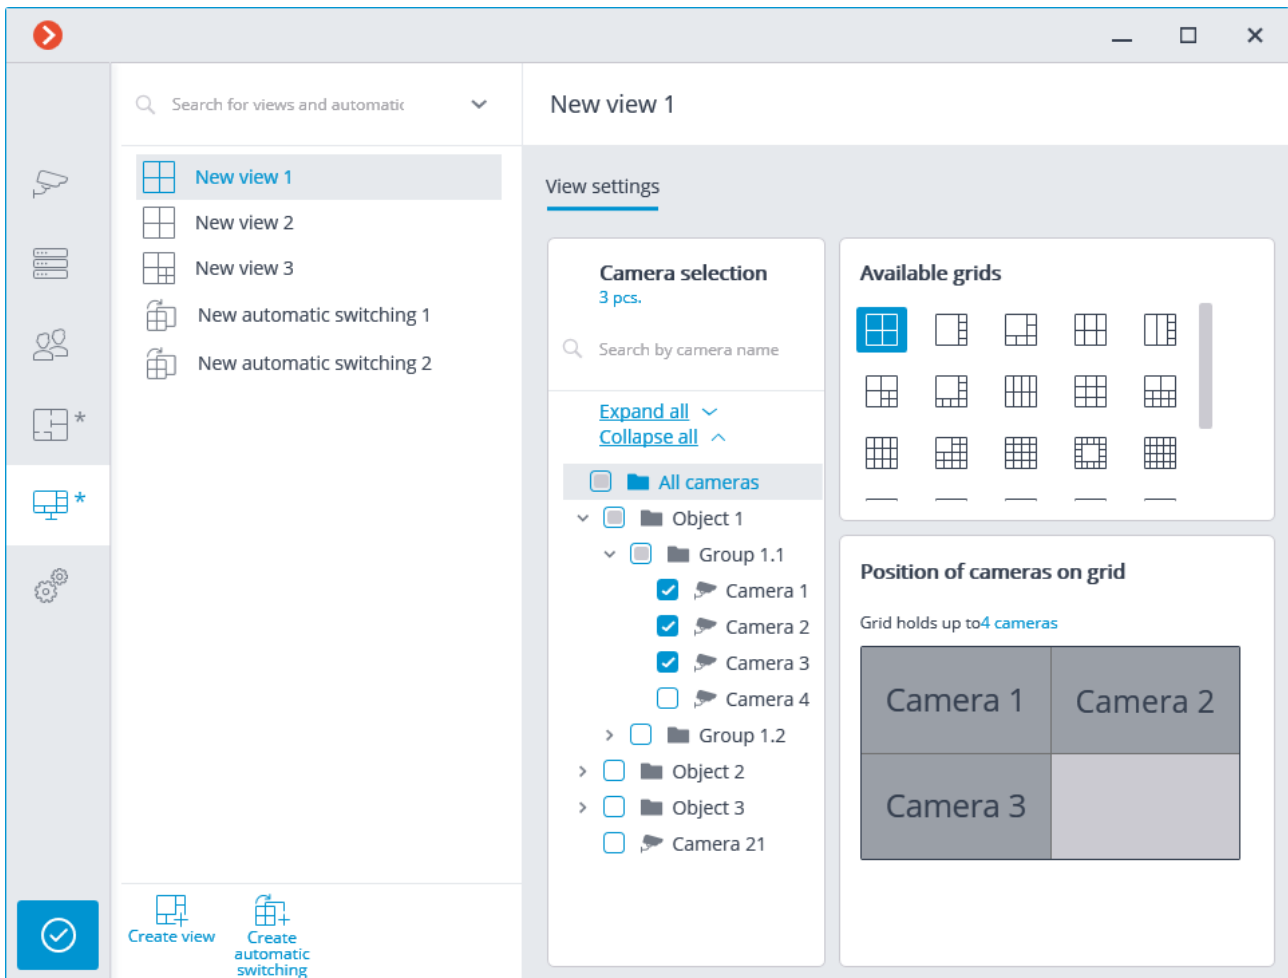 Search for views and automatic
New view 1
New view 1
New view 2
New view 3
New automatic switching 1
New automatic switching 2
*
*
Create view
Create
automatic
switching
View settings
Camera selection
3 pcs.
Search by camera name
Expand all
Collapse all
All cameras
Object 1
Group 1.1
Camera 1
Camera 2
Camera 3
Camera 4
Group 1.2
Object 2
Object 3
Camera 21
Available grids
Position of cameras on grid
Grid holds up to4 cameras
Camera 1 Camera 2
Camera 3